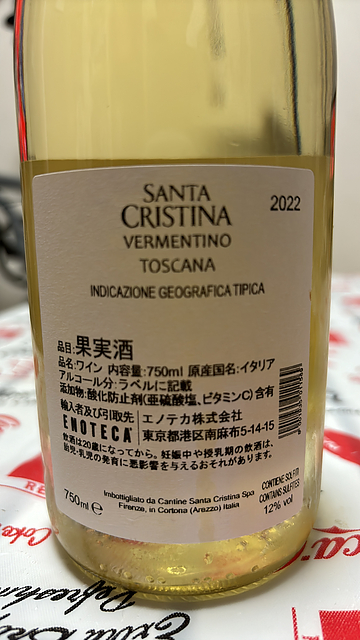 SANTA
CRISTINA
2022
VERMENTINO
TOSCANA
INDICAZIONE GEOGRAFICA TIPICA
品目:果実酒
品名:ワイン 内容量:750ml 原産国名:イタリア
アルコール分:ラベルに記載
添加物:酸化防止剤(亜硫酸塩、ビタミンC)含有
輸入者及び引取先 エノテカ株式会社
ENOTECA 東京都港区南麻布5-14-15
飲酒は20歳になってから。妊娠中や授乳期の飲酒は、
胎児・乳児の発育に悪影響を与えるおそれがあります。
750ml e
Imbottigliato da Cantine Santa Cristina Spa
Firenze, in Cortona (Arezzo) Italia
CONTIENE SOLFITI
CONTAINS SULFITES
12% vol
Coke
Refreshm